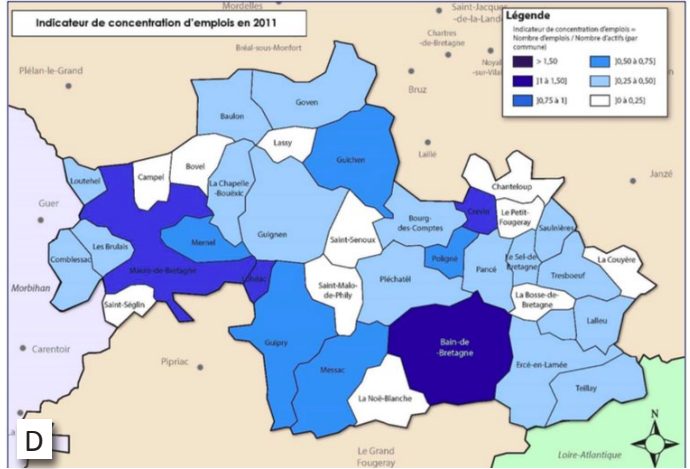 Mordelles
Saint-Jacques
-de-la-Lande
Indicateur de concentration d'emplois en 2011
Légende
Indicateur de concentration d'emplois =
Nombre d'emplois / Nombre d'actifs (par
commune)
> 1,50
]0,50 à 0,75]
]1 à 1,50]
]0,25 à 0,50]
]0,75 à 1]
]0 à 0,25]
Chartres
-de-Bretagne
Bréal-sous-Monfort
Noyal
-sur-Vilaine
Plélan-le-Grand
Bruz
Goven
Baulon
Lassy
Laillé
Guichen
Bovel
Campel
Janzé
Loutehel
La Chapelle
-Bouëxic
Chanteloup
Guer
Crevin
Le Petit-
Fougeray
Bourg-
des-Comptes
Saulnières
Guignen
Saint-Senoux
Mernel
Les Brulais
Comblessac
Poligné
Le Sel-de
-Bretagne
La Couyère
Maure-de-Bretagne
Pancé
Tresboeuf
Lohéac
Pléchâtel
Saint-Malo-
de-Phily
Morbihan
Saint-Séglin
La Bosse-de-
Bretagne
Lalleu
Guipry
Bain-de
-Bretagne
Carentoir
Pipriac
Messac
Ercé-en-Lamée
Teillay
La Noë-Blanche
N
D
La
Le Grand
Fougeray
Loire-Atlantique